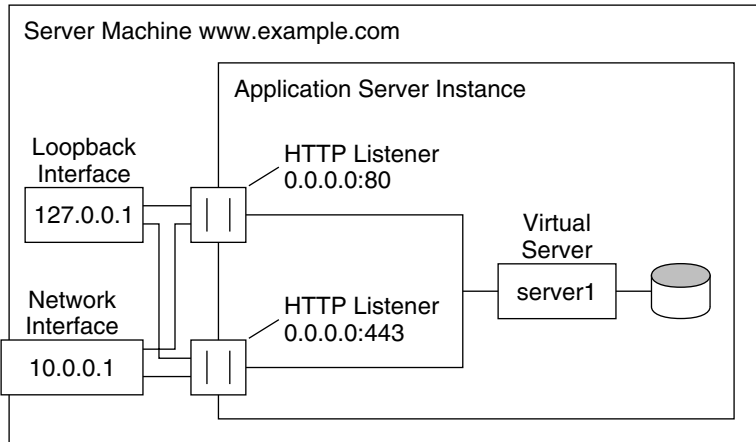 Server Machine www.example.com
Application Server Instance
Loopback
Interface
127.0.0.1
HTTP Listener
0.0.0.0:80
Virtual
Server
server1
Network
Interface
10.0.0.1
HTTP Listener
0.0.0.0:443